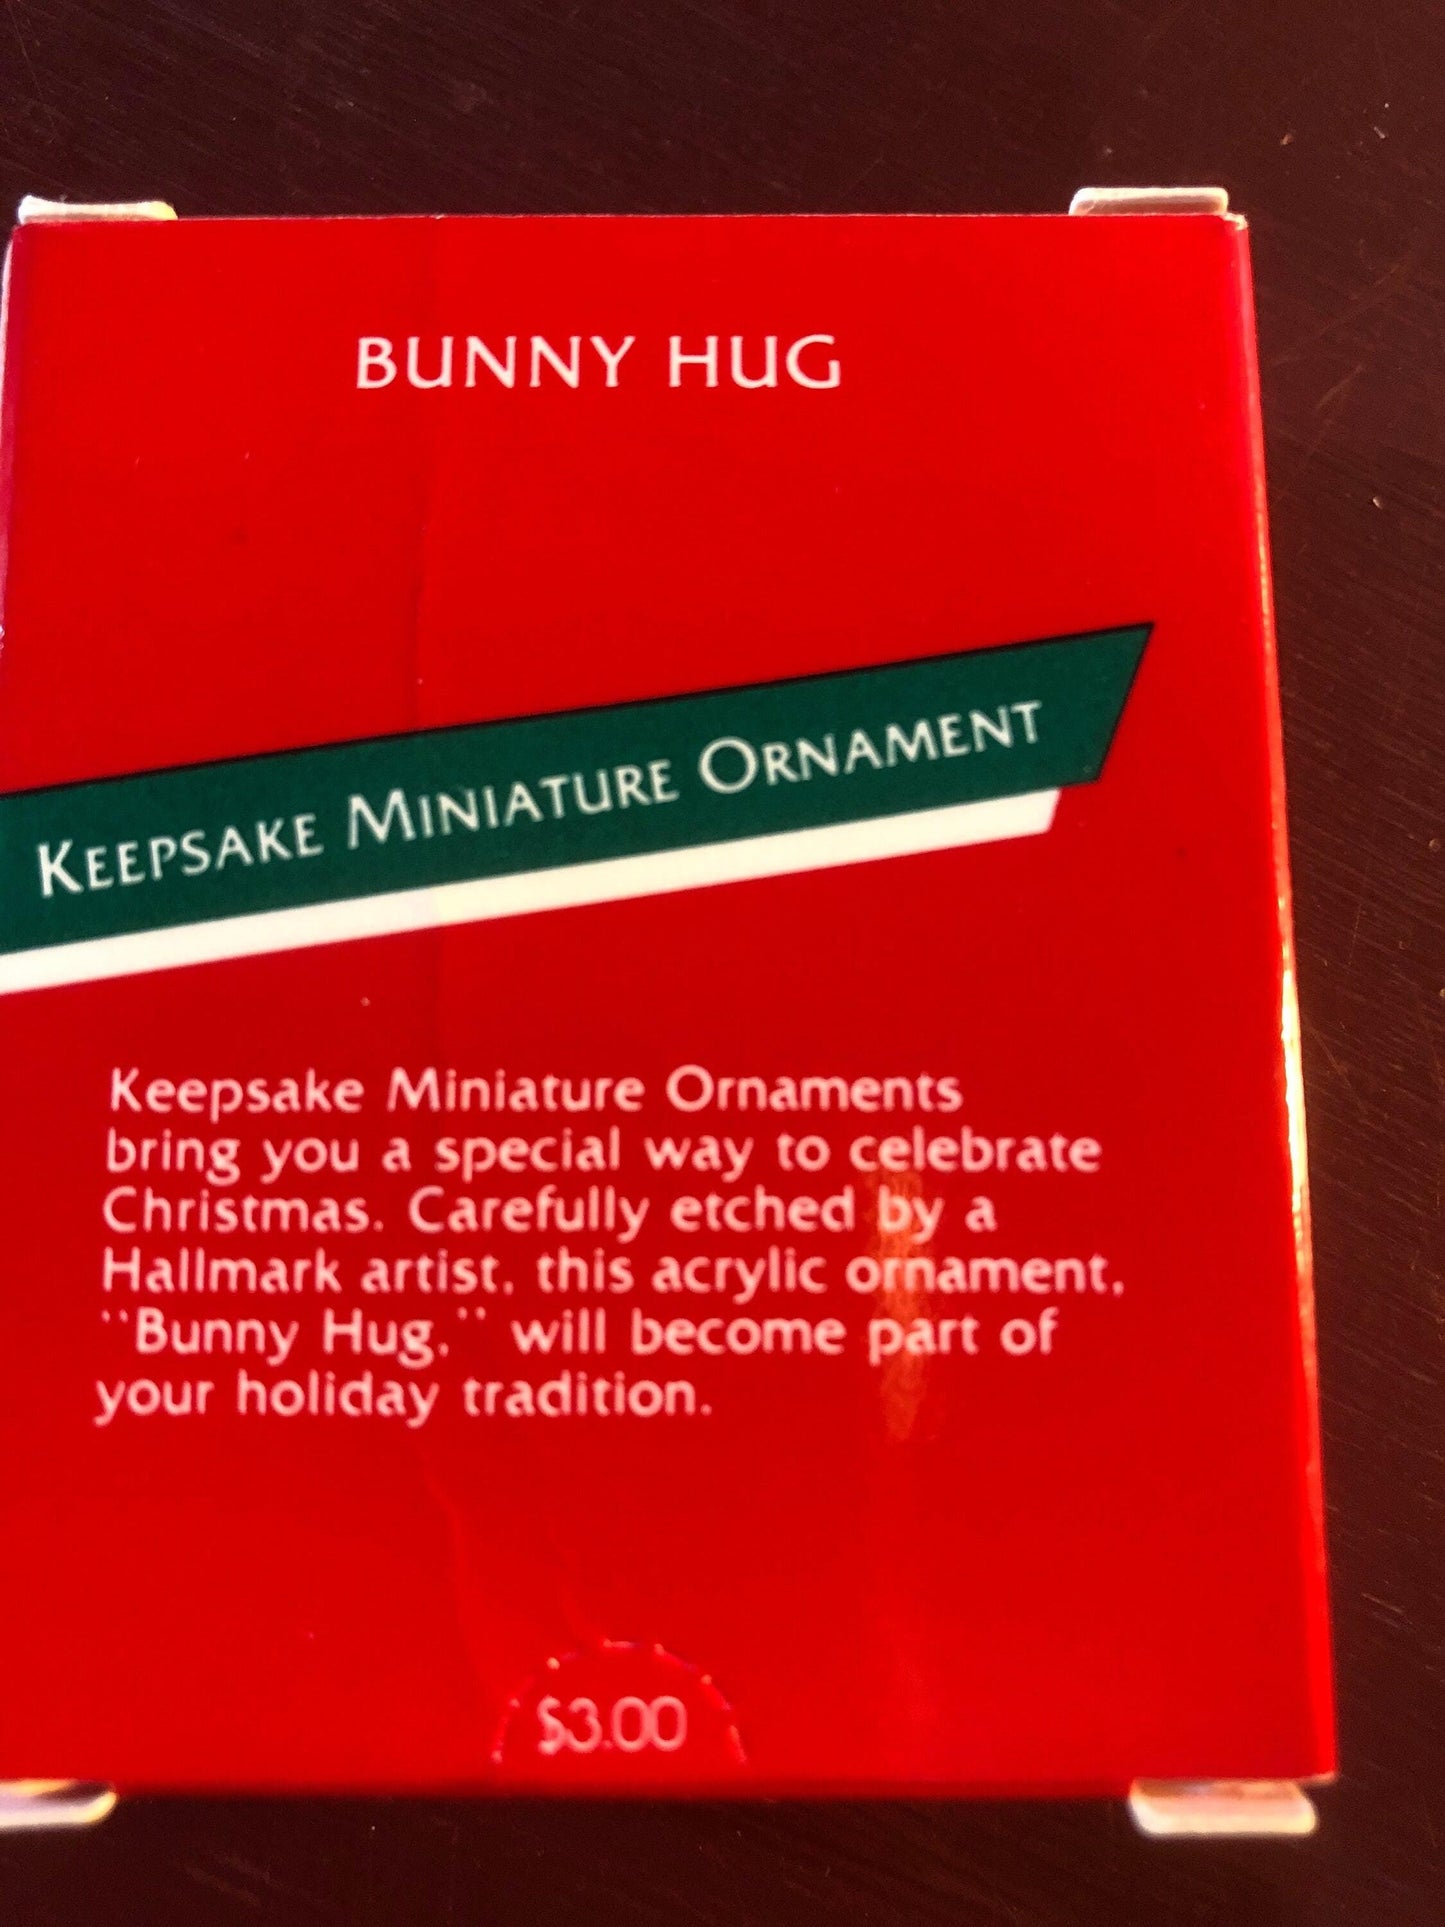 BUNNY HUG
KEEPSAKE MINIATURE ORNAMENT
Keepsake Miniature Ornaments
bring you a special way to celebrate
Christmas. Carefully etched by a
Hallmark artist, this acrylic ornament,
"Bunny Hug," will become part of
your holiday tradition.
$3.00